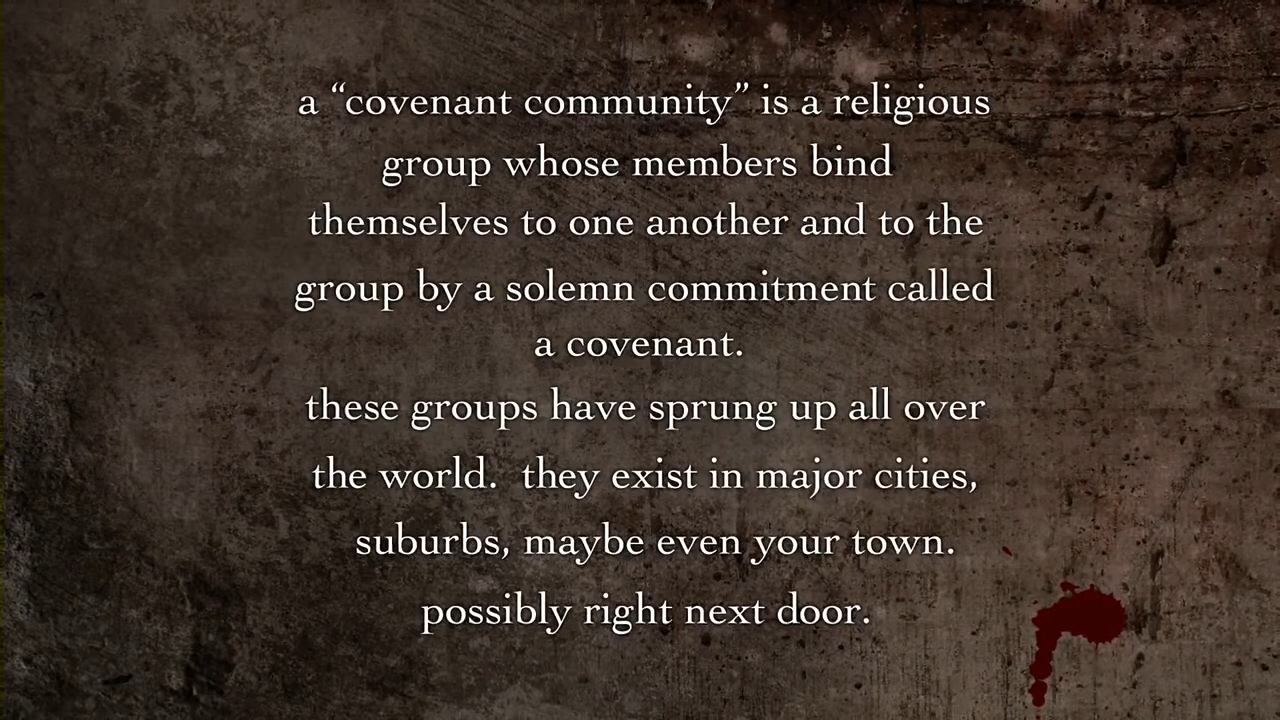 a “covenant community” is a religious
group whose members bind
themselves to one another and to the
group by a solemn commitment called
a covenant.
these groups have sprung up all over
the world.  they exist in major cities,
suburbs, maybe even your town.
possibly right next door.